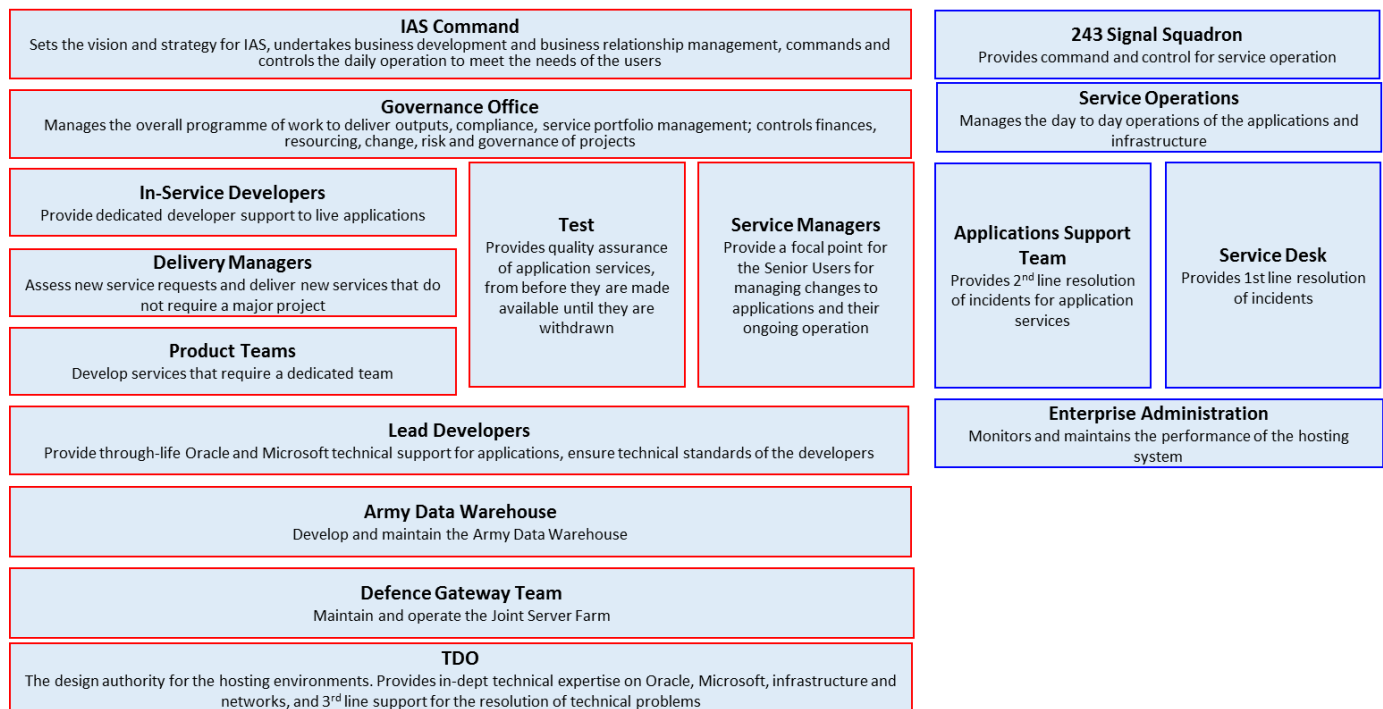 IAS Command
Sets the vision and strategy for IAS, undertakes business development and business relationship management, commands and
controls the daily operation to meet the needs of the users
Governance Office
Manages the overall programme of work to deliver outputs, compliance, service portfolio management; controls finances,
resourcing, change, risk and governance of projects
In-Service Developers
Provide dedicated developer support to live applications
Delivery Managers
Assess new service requests and deliver new services that do
not require a major project
Product Teams
Develop services that require a dedicated team
Test
Provides quality assurance
of application services,
from before they are made
available until they are
withdrawn
Service Managers
Provide a focal point for
the Senior Users for
managing changes to
applications and their
ongoing operation
Lead Developers
Provide through-life Oracle and Microsoft technical support for applications, ensure technical standards of the developers
Army Data Warehouse
Develop and maintain the Army Data Warehouse
Defence Gateway Team
Maintain and operate the Joint Server Farm
TDO
The design authority for the hosting environments. Provides in-dept technical expertise on Oracle, Microsoft, infrastructure and
networks, and 3rd line support for the resolution of technical problems
243 Signal Squadron
Provides command and control for service operation
Service Operations
Manages the day to day operations of the applications and
infrastructure
Applications Support
Team
Provides 2nd line resolution
of incidents for application
services
Service Desk
Provides 1st line resolution
of incidents
Enterprise Administration
Monitors and maintains the performance of the hosting
system